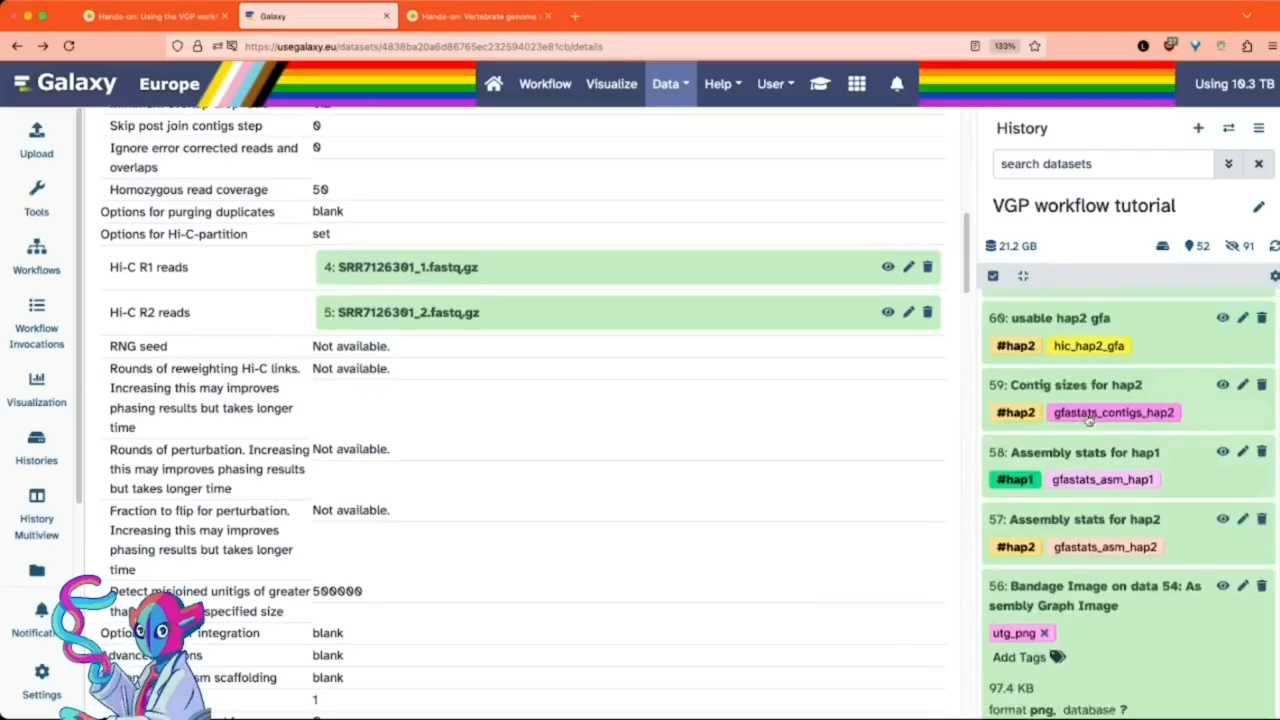 Hands-on: Using the VGP work
Galaxy
Hands-on: Vertebrate genome
https://usegalaxy.eu/datasets/4838ba20a6d86765ec232594023e81cb/details
133%
Galaxy Europe
Workflow Visualize Data Help User
Using 10.3 TB
Upload
Tools
Workflows
Workflow
Invocations
Visualization
Histories
History
Multiview
Settings
Skip post join contigs step 0
Ignore error corrected reads and 0
overlaps
Homozygous read coverage 50
Options for purging duplicates blank
Options for Hi-C-partition set
Hi-C R1 reads 4: SRR7126301_1.fastq.gz
Hi-C R2 reads 5: SRR7126301_2.fastq.gz
RNG seed Not available.
Rounds of reweighting Hi-C links. Not available.
Increasing this may improves
phasing results but takes longer
time
Rounds of perturbation. Increasing Not available.
this may improves phasing results
but takes longer time
Fraction to flip for perturbation. Not available.
Increasing this may improves
phasing results but takes longer
time
Detect misjoined unitigs of greater 500000
specified size
integration blank
blank
scaffolding blank
1
History
search datasets
VGP workflow tutorial
21.2 GB 52 91
60: usable hap2 gfa
#hap2 hic_hap2_gfa
59: Contig sizes for hap2
#hap2 gfastats_contigs_hap2
58: Assembly stats for hap1
#hap1 gfastats_asm_hap1
57: Assembly stats for hap2
#hap2 gfastats_asm_hap2
56: Bandage Image on data 54: As
sembly Graph Image
utg_png
Add Tags
97.4 KB
format png, database ?